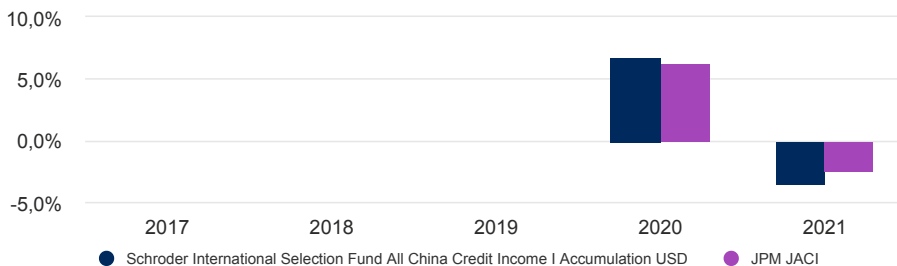 10,0%
5,0%
0,0%
-5,0%
2017 2018 2019 2020 2021
Schroder International Selection Fund All China Credit Income I Accumulation USD JPM JACI